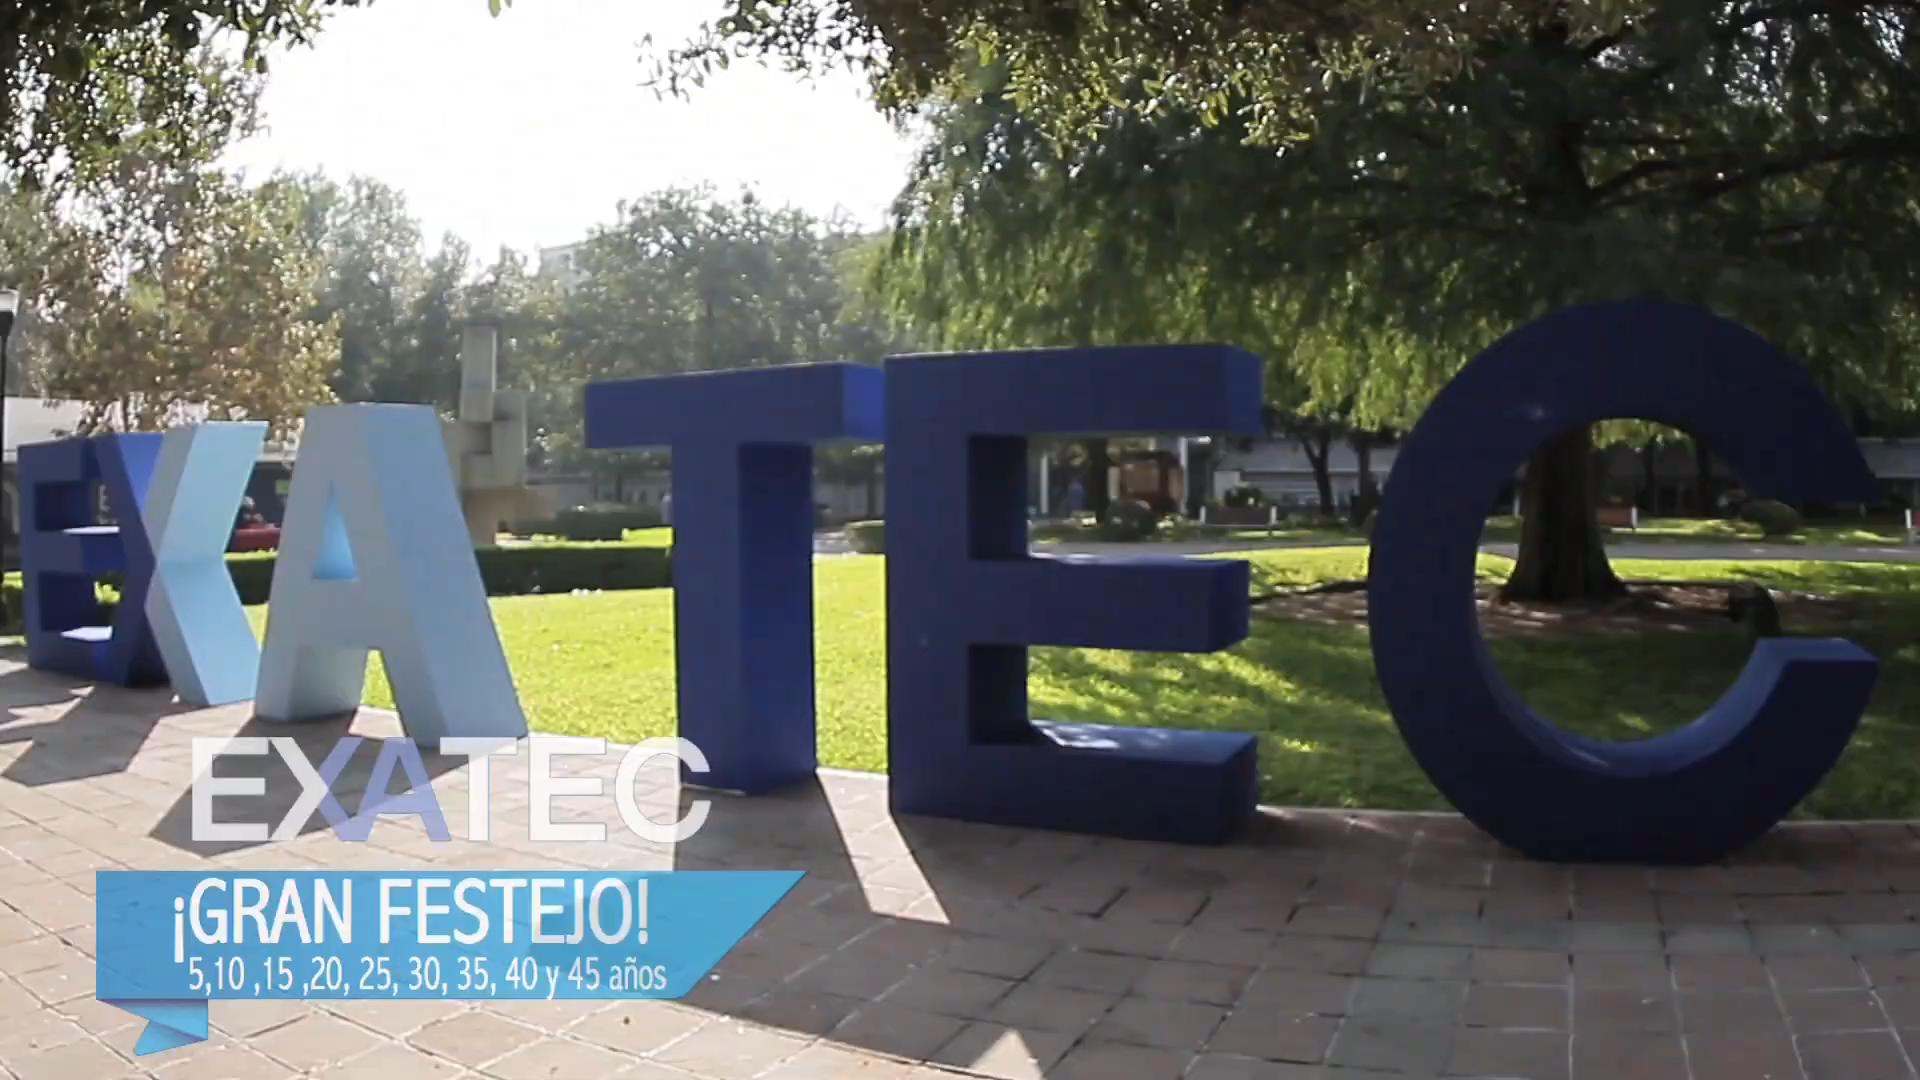 EXATEC
EXATEC
¡GRAN FESTEJO!
5,10 ,15 ,20, 25, 30, 35, 40 y 45 años